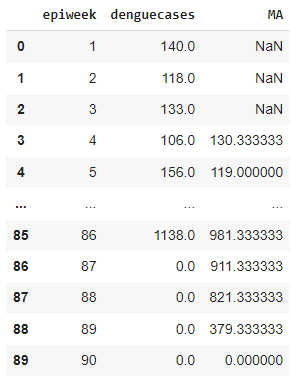 epiweek denguecases MA
0 1 140.0 NaN
1 2 118.0 NaN
2 3 133.0 NaN
3 4 106.0 130.333333
4 5 156.0 119.000000
... ... ... ...
85 86 1138.0 981.333333
86 87 0.0 911.333333
87 88 0.0 821.333333
88 89 0.0 379.333333
89 90 0.0 0.000000